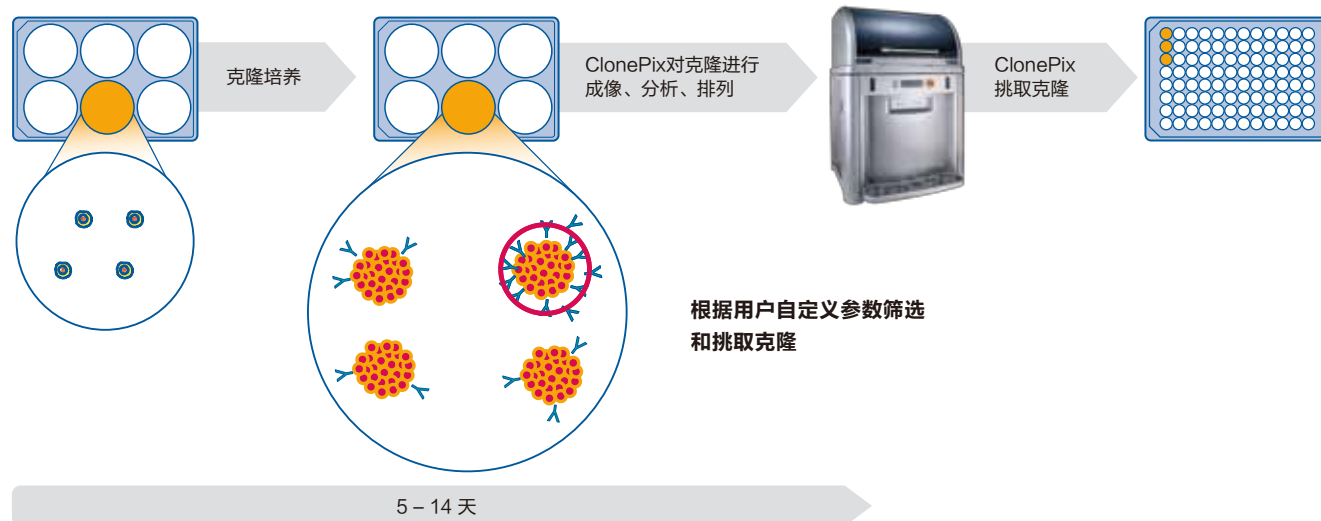 克隆培养
ClonePix对克隆进行
成像、分析、排列
ClonePix
挑取克隆
根据用户自定义参数筛选
和挑取克隆
5 – 14 天